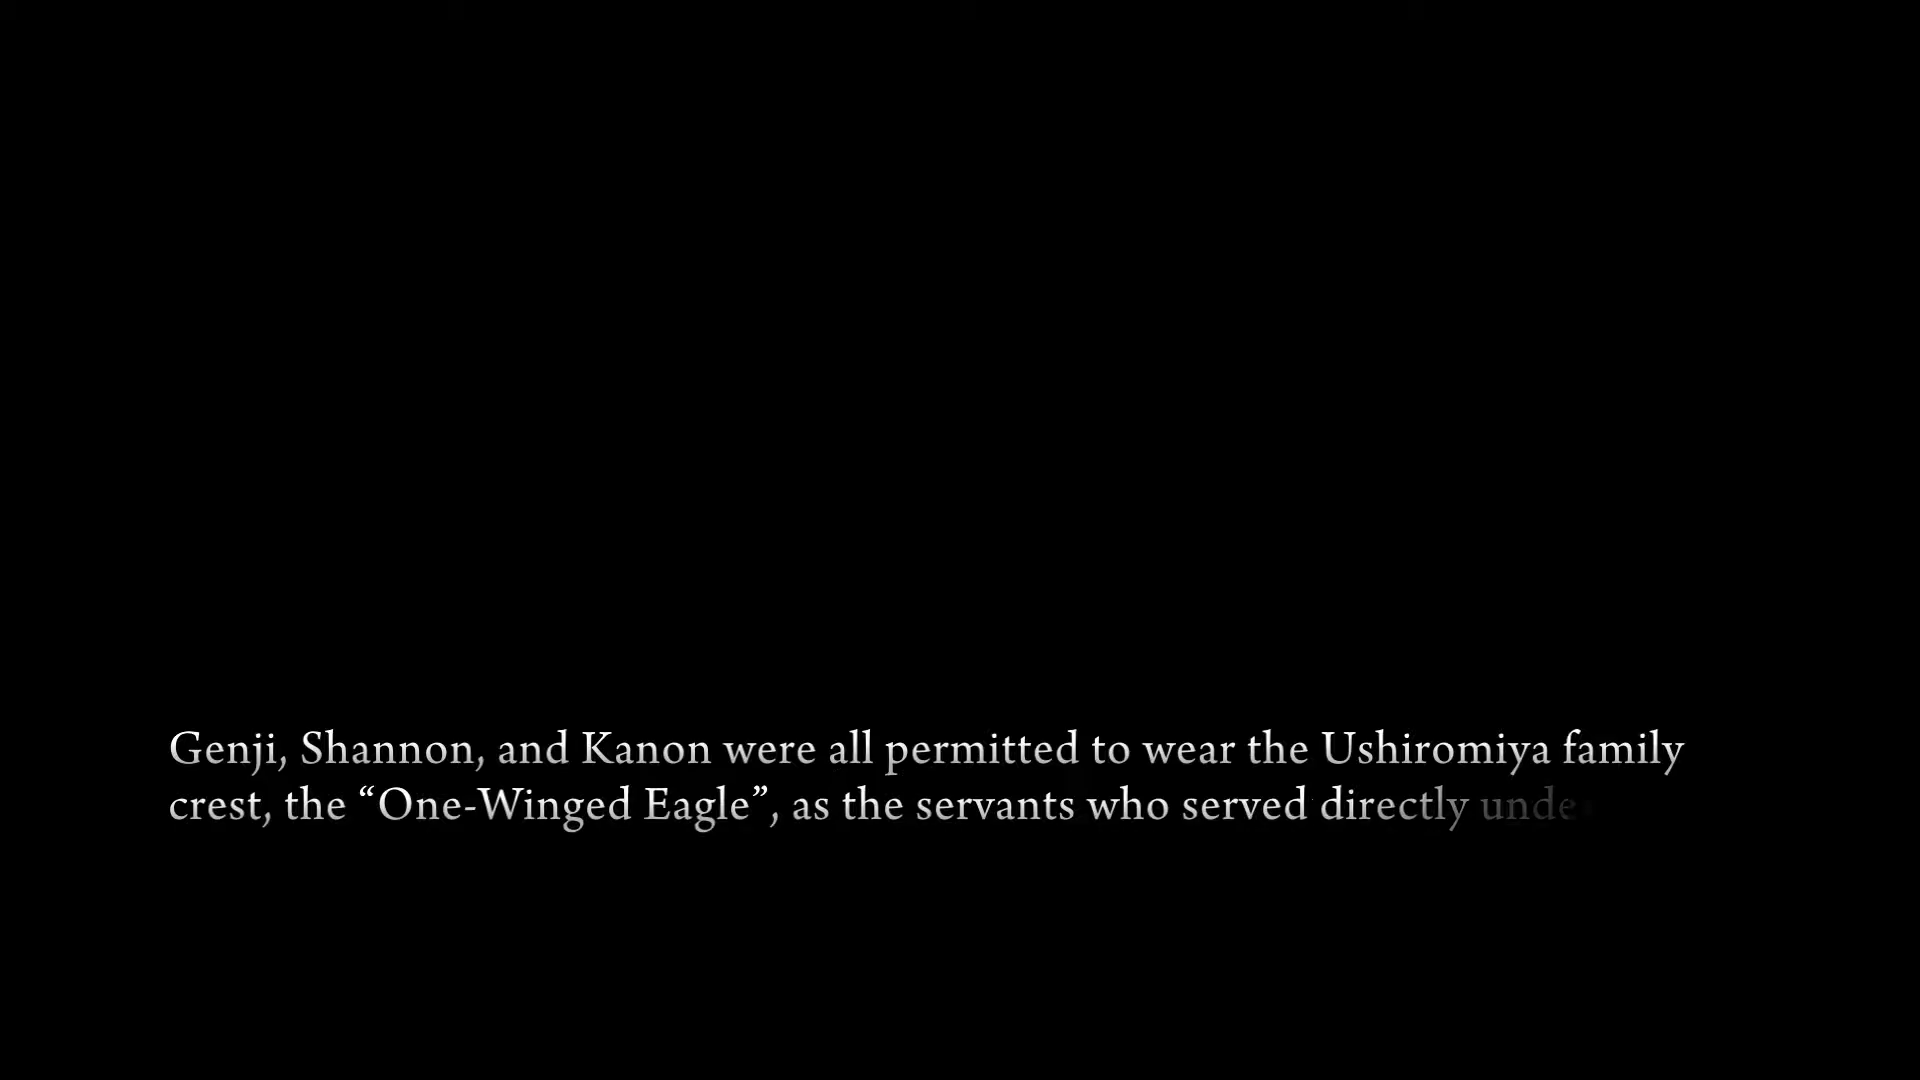 Genji, Shannon, and Kanon were all permitted to wear the Ushiromiya family
crest, the “One-Winged Eagle”, as the servants who served directly unde